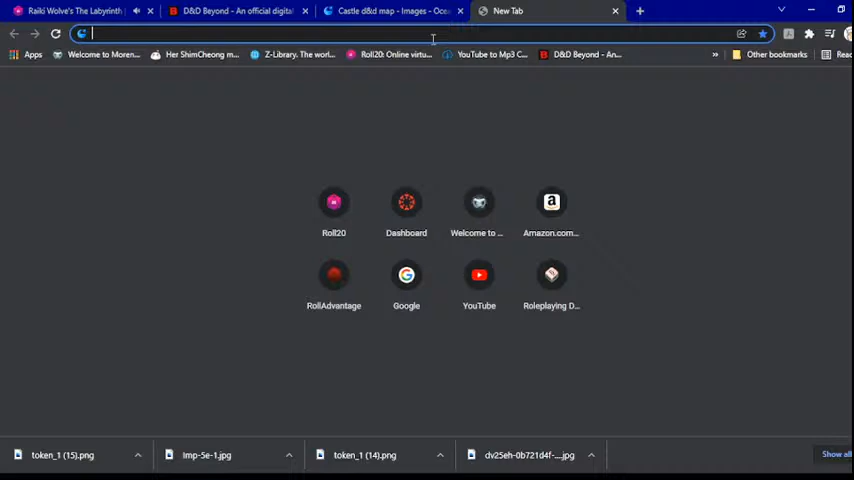 Raiki Wolve's The Labyrinth
D&D Beyond - An official digital
Castle d&d map - Images - Oce
New Tab
Apps
Welcome to Moren...
Her ShimCheong m...
Z-Library. The worl...
Roll20: Online virtu...
YouTube to Mp3 C...
D&D Beyond - An...
»
Other bookmarks
Read
Roll20
Dashboard
Welcome to ...
Amazon.com...
RollAdvantage
Google
YouTube
Roleplaying D...
token_1 (15).png
Imp-5e-1.jpg
token_1 (14).png
dv25eh-0b721d4f-....jpg
Show all